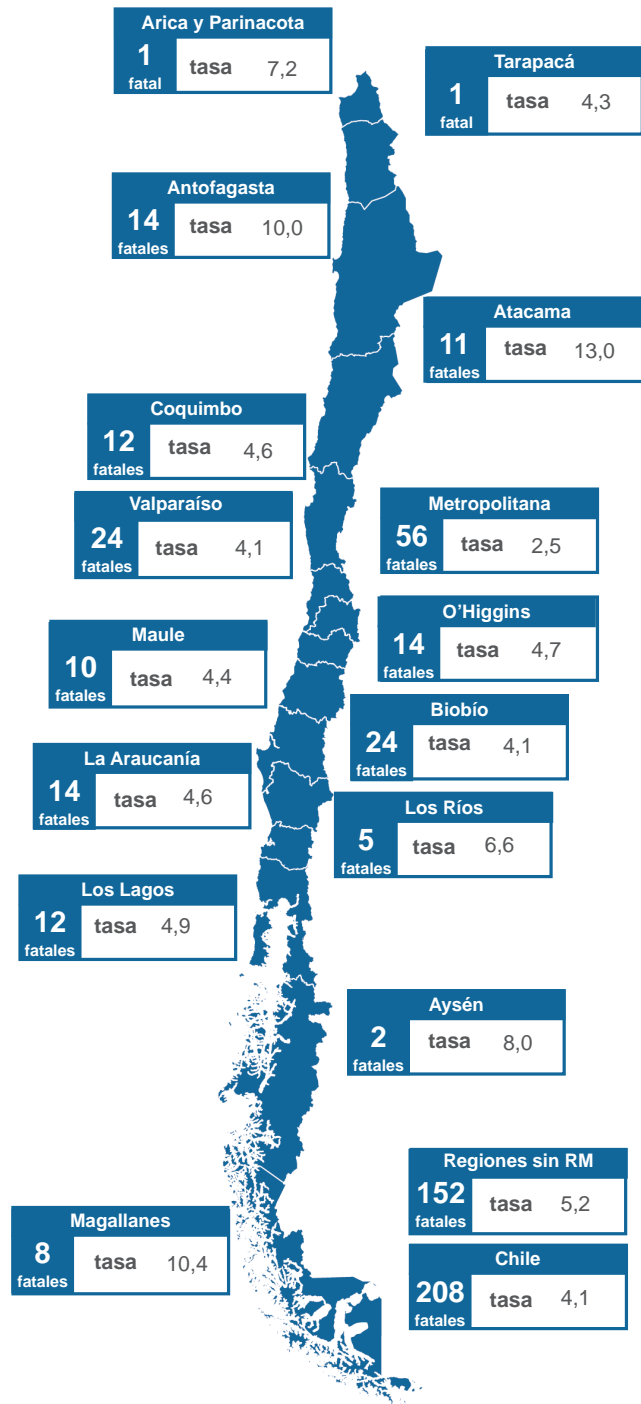 Arica y Parinacota
1
fatal
tasa 7,2
Tarapacá
1
fatal
tasa 4,3
Antofagasta
14
fatales
tasa 10,0
Atacama
11
fatales
tasa 13,0
Coquimbo
12
fatales
tasa 4,6
Valparaíso
24
fatales
tasa 4,1
Metropolitana
56
fatales
tasa 2,5
O’Higgins
14
fatales
tasa 4,7
Maule
10
fatales
tasa 4,4
Biobío
24
fatales
tasa 4,1
La Araucanía
14
fatales
tasa 4,6
Los Ríos
5
fatales
tasa 6,6
Los Lagos
12
fatales
tasa 4,9
Aysén
2
fatales
tasa 8,0
Regiones sin RM
152
fatales
tasa 5,2
Magallanes
8
fatales
tasa 10,4
Chile
208
fatales
tasa 4,1